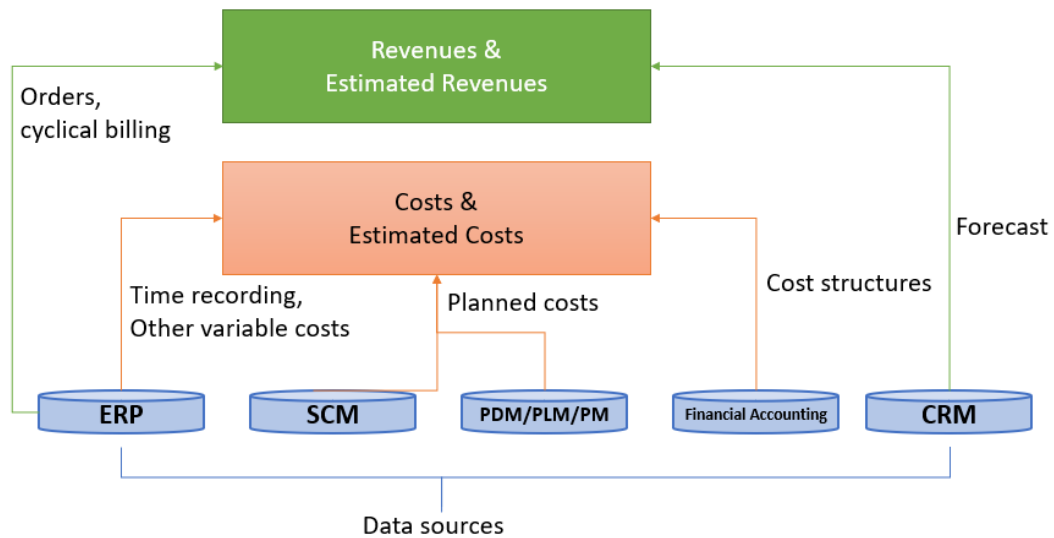 Revenues &
Estimated Revenues
Orders,
cyclical billing
Costs &
Estimated Costs
Forecast
Time recording,
Other variable costs
Planned costs
Cost structures
ERP
SCM
PDM/PLM/PM
Financial Accounting
CRM
Data sources